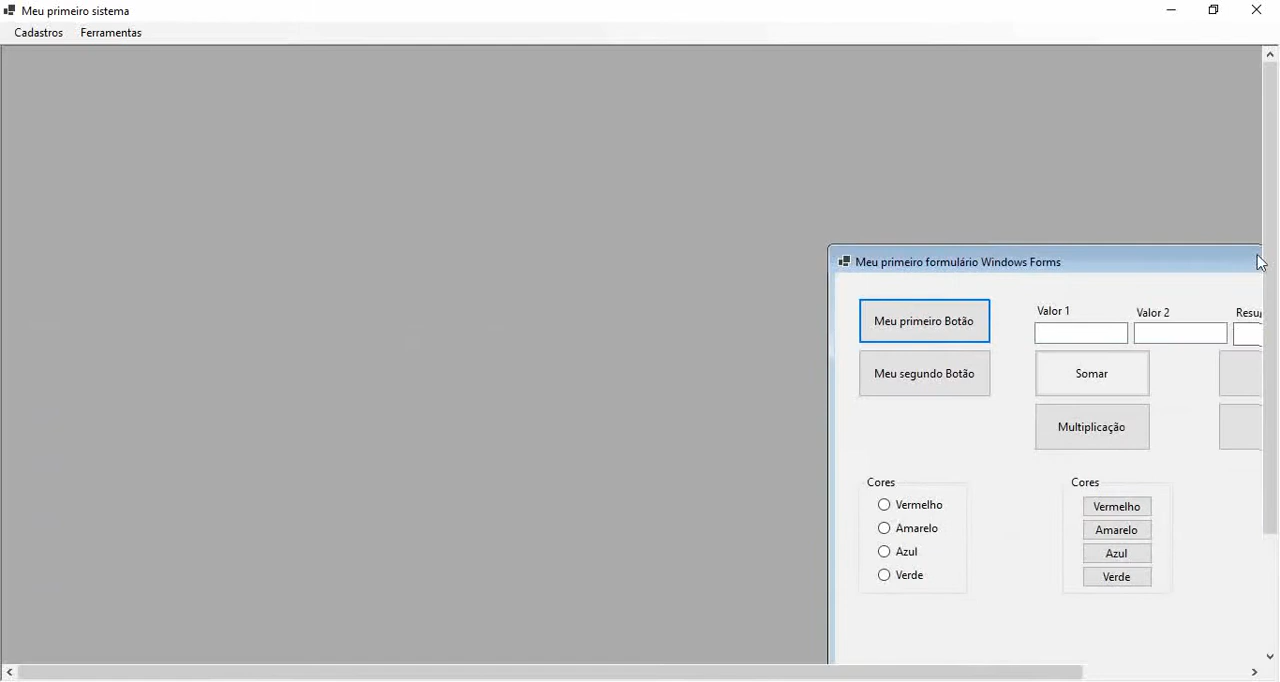 Meu primeiro sistema
Cadastros Ferramentas
Meu primeiro formulário Windows Forms
Meu primeiro Botão
Valor 1 Valor 2 Resu
Meu segundo Botão
Somar
Multiplicação
Cores
Vermelho
Amarelo
Azul
Verde
Cores
Vermelho
Amarelo
Azul
Verde